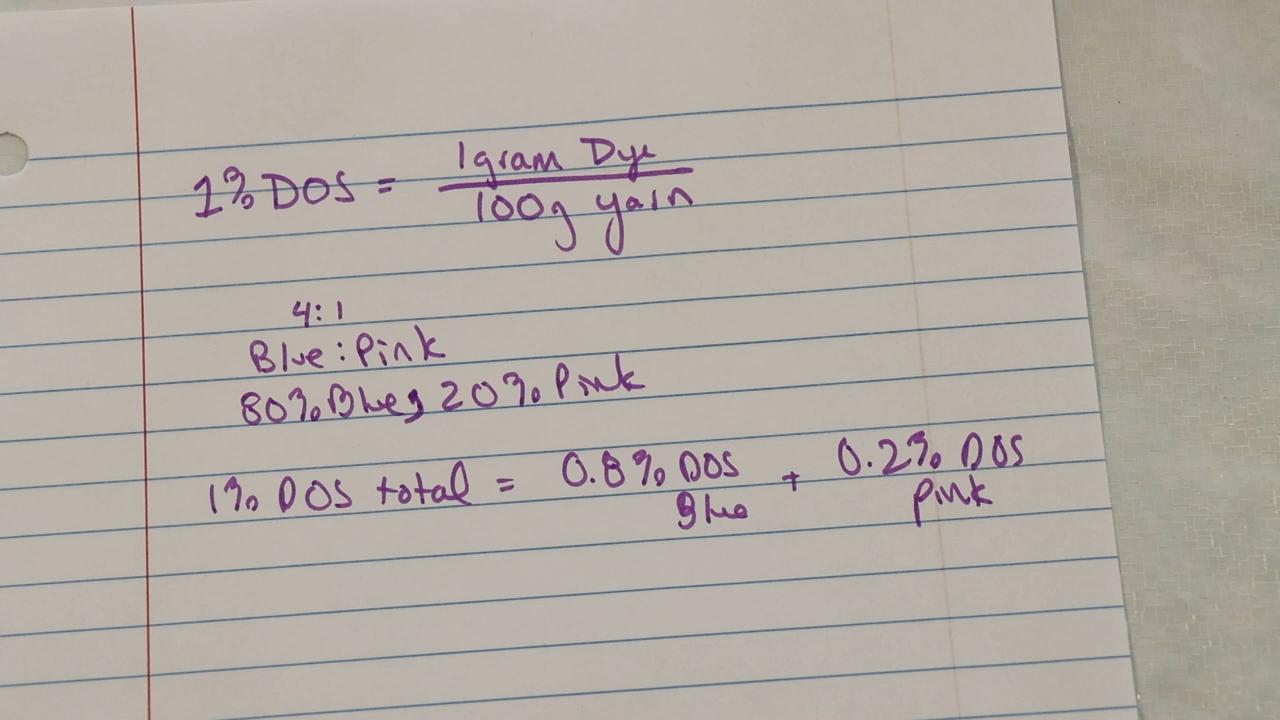 1% DOS = 1gram Dye / 100g yarn
4:1
Blue : Pink
80% Blue, 20% Pink
1% DOS total = 0.8% DOS Blue + 0.2% DOS pink